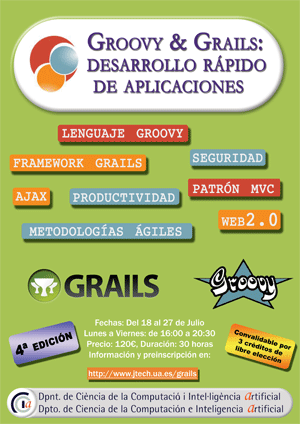 GROOVY & GRAILS:
DESARROLLO RÁPIDO
DE APLICACIONES
LENGUAJE GROOVY
FRAMEWORK GRAILS
SEGURIDAD
AJAX
PRODUCTIVIDAD
PATRÓN MVC
WEB2.0
METODOLOGÍAS ÁGILES
GRAILS
Groovy
4ª EDICIÓN
Fechas: Del 18 al 27 de Julio
Lunes a Viernes: de 16:00 a 20:30
Precio: 120€, Duración: 30 horas
Información y preinscripción en:
http://www.jtech.ua.es/grails
Convalidable por
3 créditos de
libre elección
Dpnt. de Ciència de la Computació i Intel·ligència artificial
Dpto. de Ciencia de la Computación e Inteligencia artificial